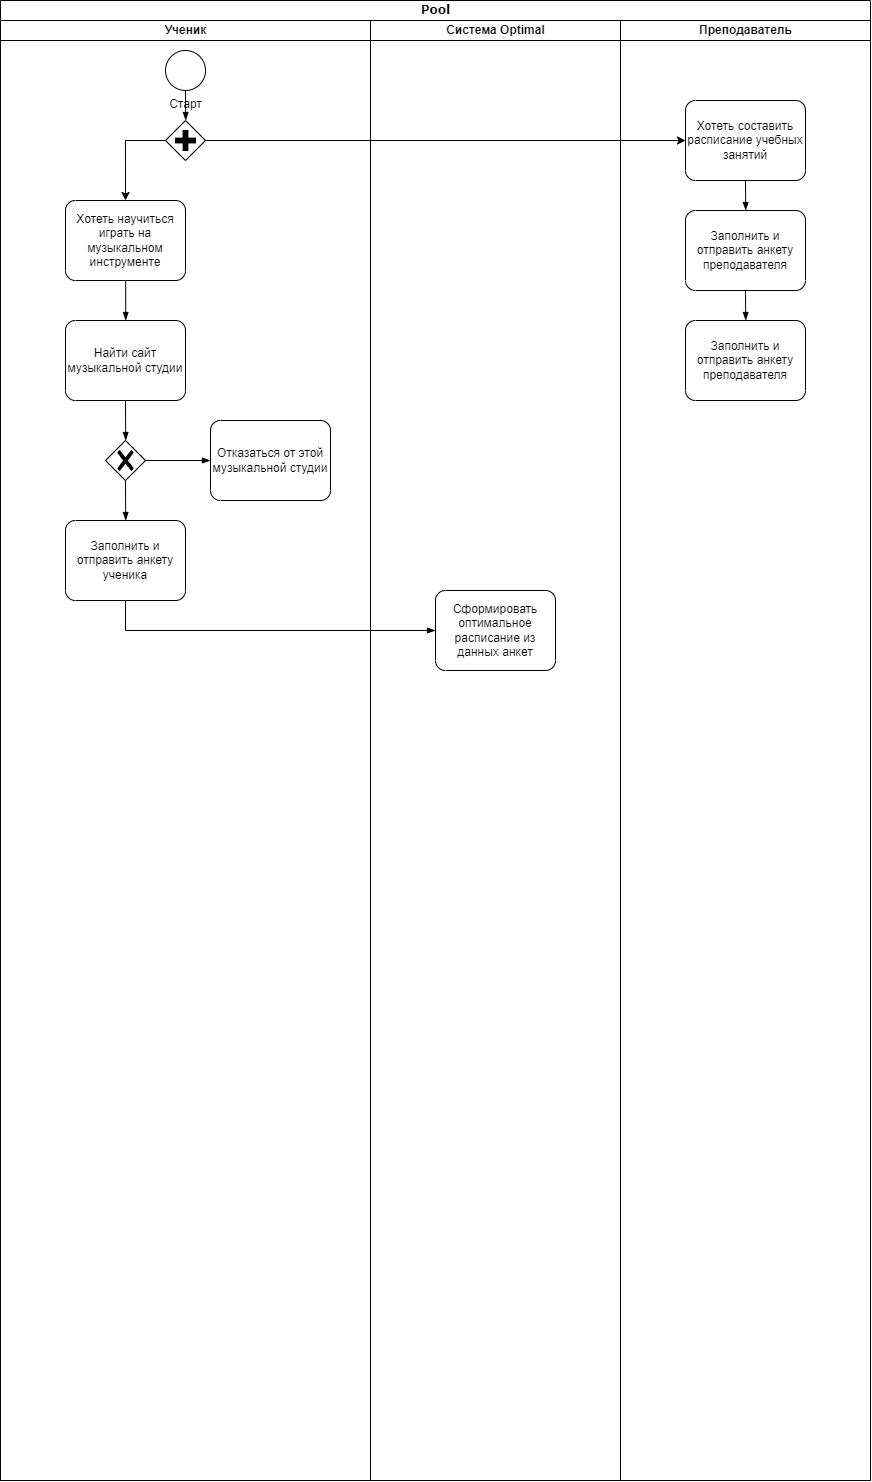 Pool
Ученик
Система Optimal
Преподаватель
Старт
Хотеть составить
расписание учебных
занятий
Хотеть научиться
играть на
музыкальном
инструменте
Заполнить и
отправить анкету
преподавателя
Найти сайт
музыкальной студии
Заполнить и
отправить анкету
преподавателя
Отказаться от этой
музыкальной студии
Заполнить и
отправить анкету
ученика
Сформировать
оптимальное
расписание из
данных анкет